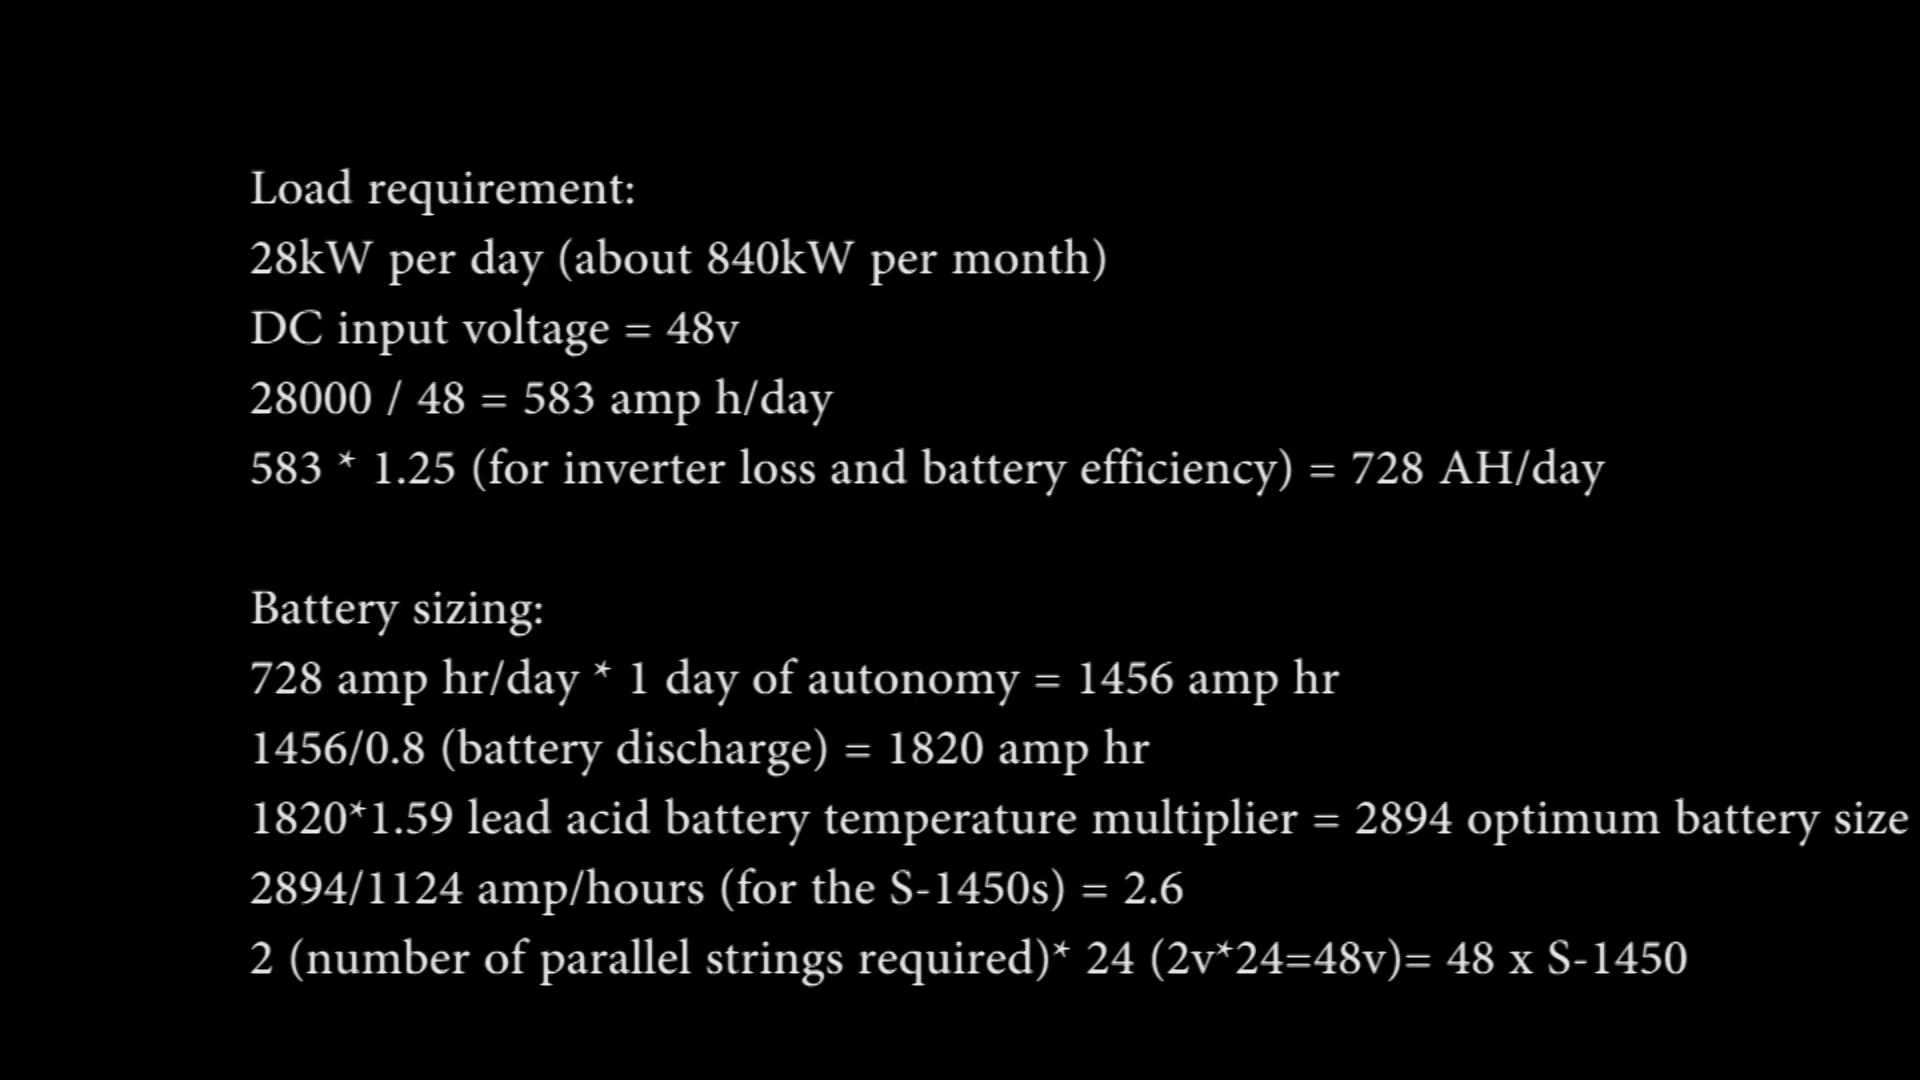 Load requirement:
28kW per day (about 840kW per month)
DC input voltage = 48v
28000 / 48 = 583 amp h/day
583 * 1.25 (for inverter loss and battery efficiency) = 728 AH/day
Battery sizing:
728 amp hr/day * 1 day of autonomy = 1456 amp hr
1456/0.8 (battery discharge) = 1820 amp hr
1820*1.59 lead acid battery temperature multiplier = 2894 optimum battery size
2894/1124 amp/hours (for the S-1450s) = 2.6
2 (number of parallel strings required)* 24 (2v*24=48v)= 48 x S-1450